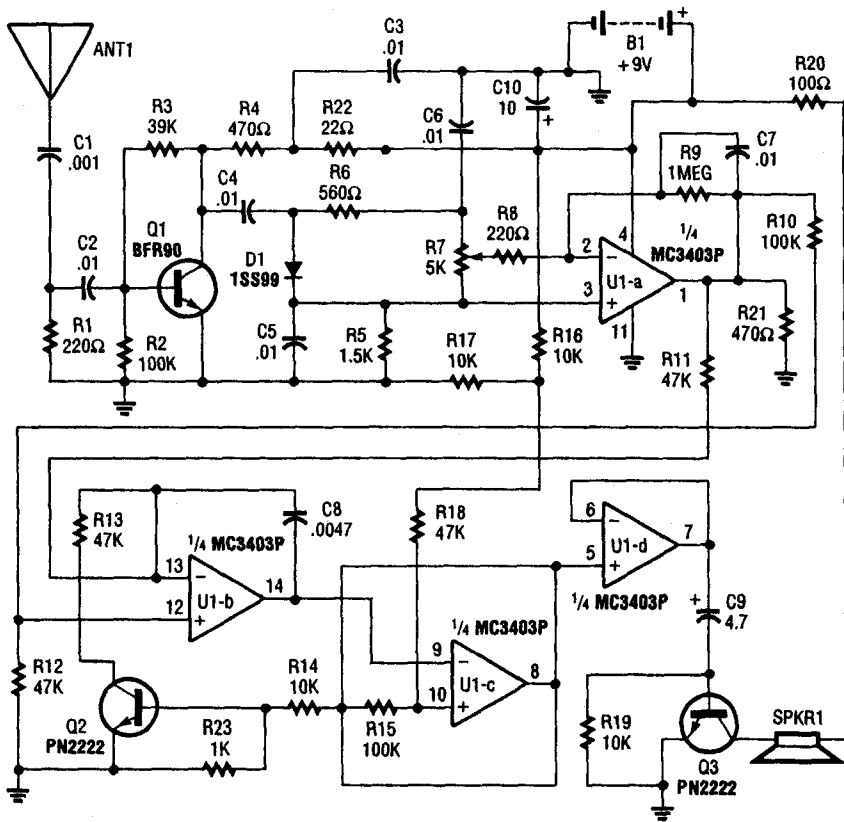 ANT1
C3
.01
B1
+9V
+
R20
100Ω
R3
39K
R4
470Ω
R22
22Ω
C10
10
+
C6
.01
C7
.01
R9
1MEG
C1
.001
C4
.01
R6
560Ω
Q1
BFR90
C2
.01
D1
1SS99
R7
5K
R8
220Ω
2
−
4
1/4
MC3403P
U1-a
3
+
1
11
R10
100K
R1
220Ω
R2
100K
C5
.01
R5
1.5K
R17
10K
R16
10K
R11
47K
R21
470Ω
R13
47K
C8
.0047
R18
47K
1/4 MC3403P
13
−
U1-b
14
12
+
6
−
U1-d
7
5
+
1/4 MC3403P
+
C9
4.7
1/4 MC3403P
9
−
U1-c
8
10
+
R12
47K
R14
10K
R15
100K
Q2
PN2222
R23
1K
R19
10K
Q3
PN2222
SPKR1